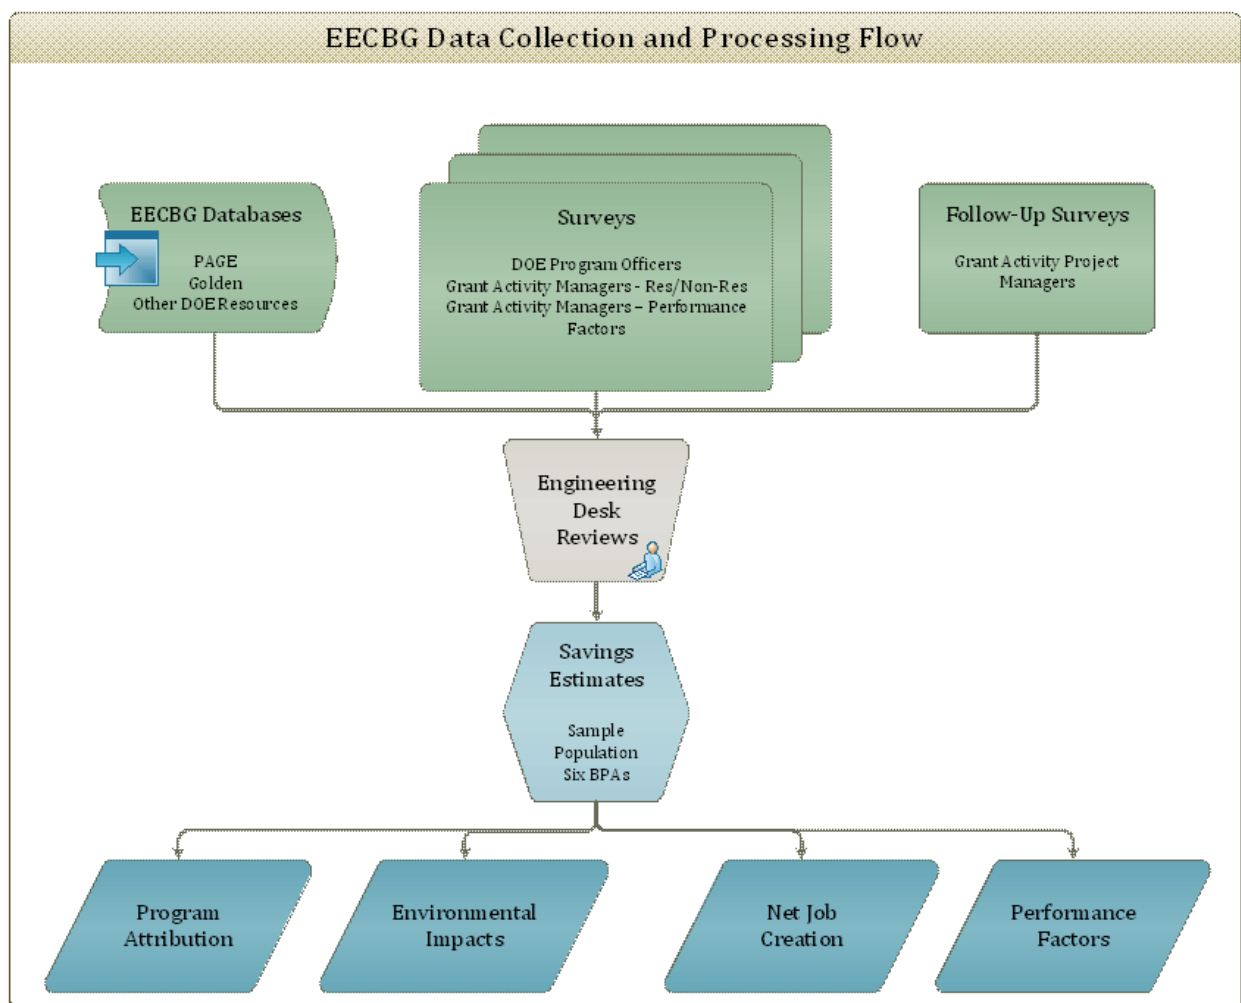 EECBG Data Collection and Processing Flow
EECBG Databases
PAGE
Golden
Other DOE Resources
Surveys
DOE Program Officers
Grant Activity Managers - Res/Non-Res
Grant Activity Managers – Performance
Factors
Follow-Up Surveys
Grant Activity Project
Managers
Engineering
Desk
Reviews
Savings
Estimates
Sample
Population
Six BPAs
Program
Attribution
Environmental
Impacts
Net Job
Creation
Performance
Factors